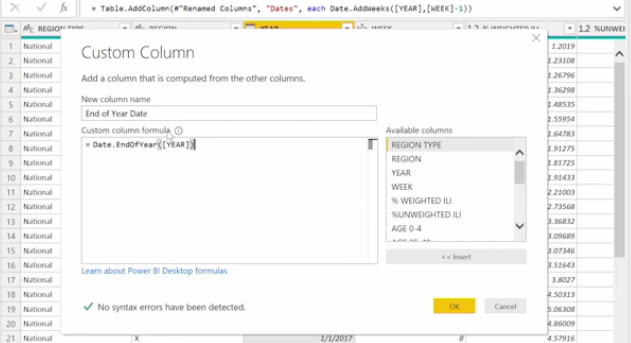 = Table.AddColumn(#"Renamed Columns", "Dates", each Date.AddWeeks([YEAR],[WEEK]-1))
REGION TYPE REGION YEAR WEEK 1.2 % WEIGHTED ILI 1.2 %UNWEI
1 National 1.2019
2 National 1.23108
3 National 1.26796
4 National 1.36298
5 National 1.48535
6 National 1.55954
7 National 1.64783
8 National 1.91275
9 National 1.81725
10 National 1.91433
11 National 2.21003
12 National 2.73568
13 National 3.36832
14 National 3.09689
15 National 3.07346
16 National 3.51643
17 National 3.8027
18 National 4.50313
19 National 5.06308
20 National 4.86009
21 National X 1/1/2017 8 4.57916
Custom Column
Add a column that is computed from the other columns.
New column name
End of Year Date
Custom column formula
= Date.EndOfYear([YEAR])
Available columns
REGION TYPE
REGION
YEAR
WEEK
% WEIGHTED ILI
%UNWEIGHTED ILI
AGE 0-4
<< Insert
Learn about Power BI Desktop formulas
No syntax errors have been detected.
OK
Cancel